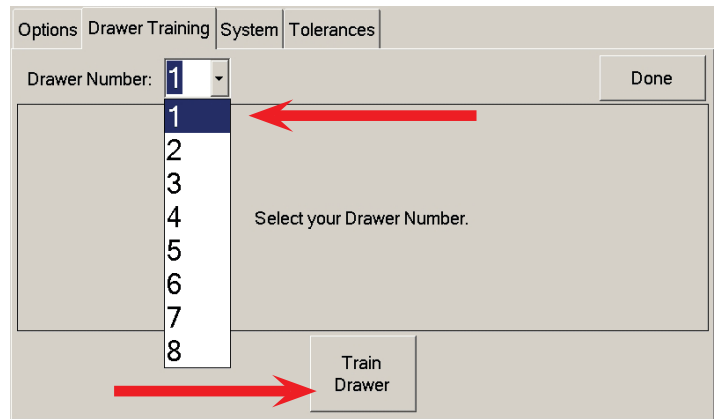 Options Drawer Training System Tolerances
Drawer Number: 1 Done
1
2
3
4 Select your Drawer Number.
5
6
7
8
Train
Drawer